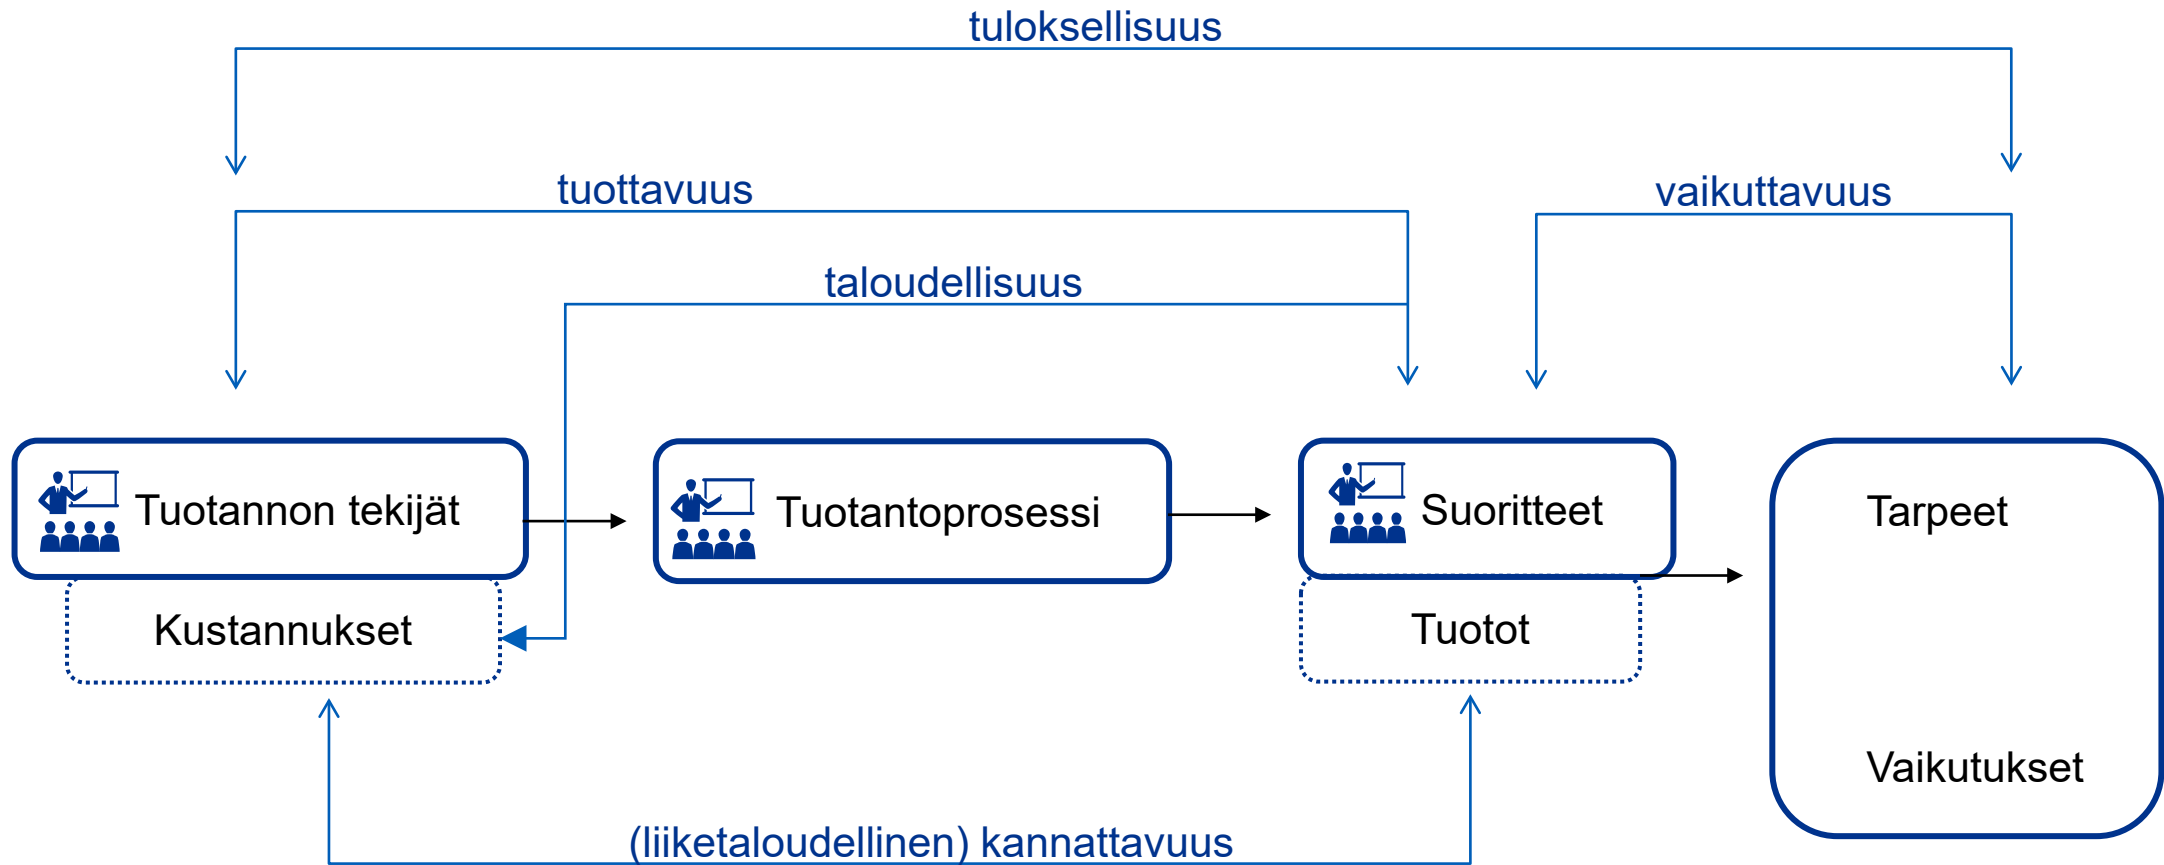 tuloksellisuus
tuottavuus
vaikuttavuus
taloudellisuus
Tuotannon tekijät
Tuotantoprosessi
Suoritteet
Tarpeet
Kustannukset
Tuotot
Vaikutukset
(liiketaloudellinen) kannattavuus